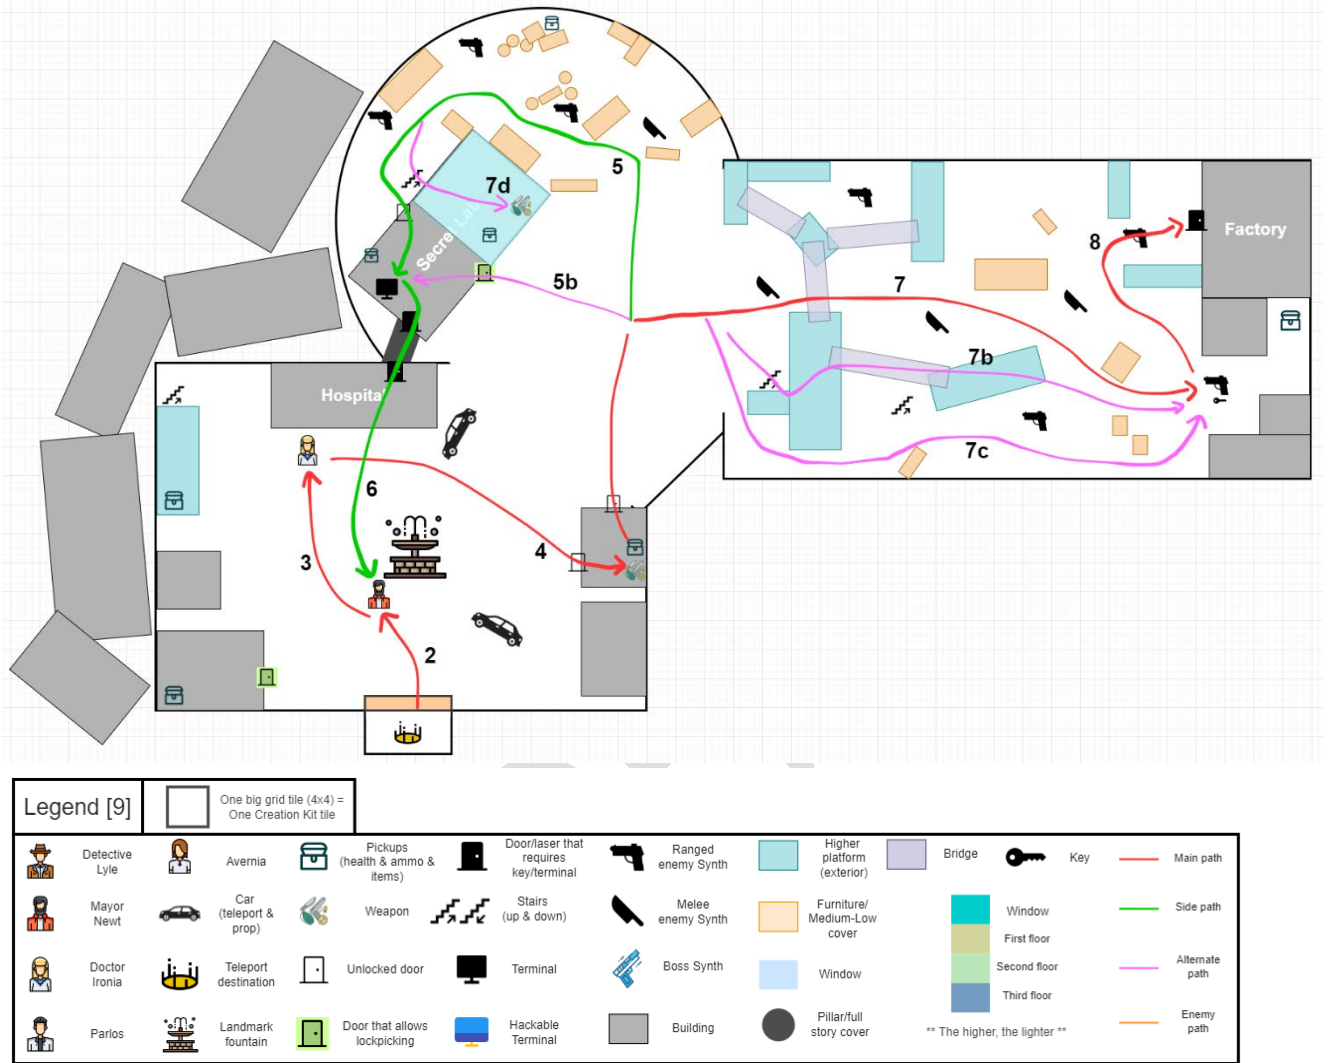 5
7d
Secret Lab
5b
7
8
Factory
7b
7c
Hospital
6
4
3
2
Legend [9]
One big grid tile (4x4) =
One Creation Kit tile
Detective
Lyle
Avernia
Pickups
(health & ammo &
items)
Door/laser that
requires
key/terminal
Ranged
enemy Synth
Higher
platform
(exterior)
Bridge
Key
Main path
Mayor
Newt
Car
(teleport &
prop)
Weapon
Stairs
(up & down)
Melee
enemy Synth
Furniture/
Medium-Low
cover
Window
First floor
Side path
Doctor
Ironia
Teleport
destination
Unlocked door
Terminal
Boss Synth
Window
Second floor
Third floor
Alternate
path
Parlos
Landmark
fountain
Door that allows
lockpicking
Hackable
Terminal
Building
Pillar/full
story cover
** The higher, the lighter **
Enemy
path